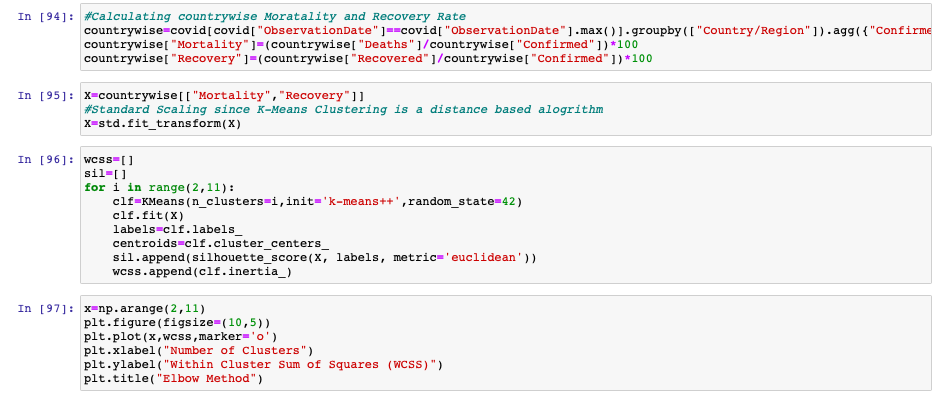 In [94]: #Calculating countrywise Moratality and Recovery Rate
countrywise=covid[covid["ObservationDate"]==covid["ObservationDate"].max()].groupby(["Country/Region"]).agg({"Confirme
countrywise["Mortality"]=(countrywise["Deaths"]/countrywise["Confirmed"])*100
countrywise["Recovery"]=(countrywise["Recovered"]/countrywise["Confirmed"])*100
In [95]: X=countrywise[["Mortality","Recovery"]]
#Standard Scaling since K-Means Clustering is a distance based alogrithm
X=std.fit_transform(X)
In [96]: wcss=[]
sil=[]
for i in range(2,11):
    clf=KMeans(n_clusters=i,init='k-means++',random_state=42)
    clf.fit(X)
    labels=clf.labels_
    centroids=clf.cluster_centers_
    sil.append(silhouette_score(X, labels, metric='euclidean'))
    wcss.append(clf.inertia_)
In [97]: x=np.arange(2,11)
plt.figure(figsize=(10,5))
plt.plot(x,wcss,marker='o')
plt.xlabel("Number of Clusters")
plt.ylabel("Within Cluster Sum of Squares (WCSS)")
plt.title("Elbow Method")